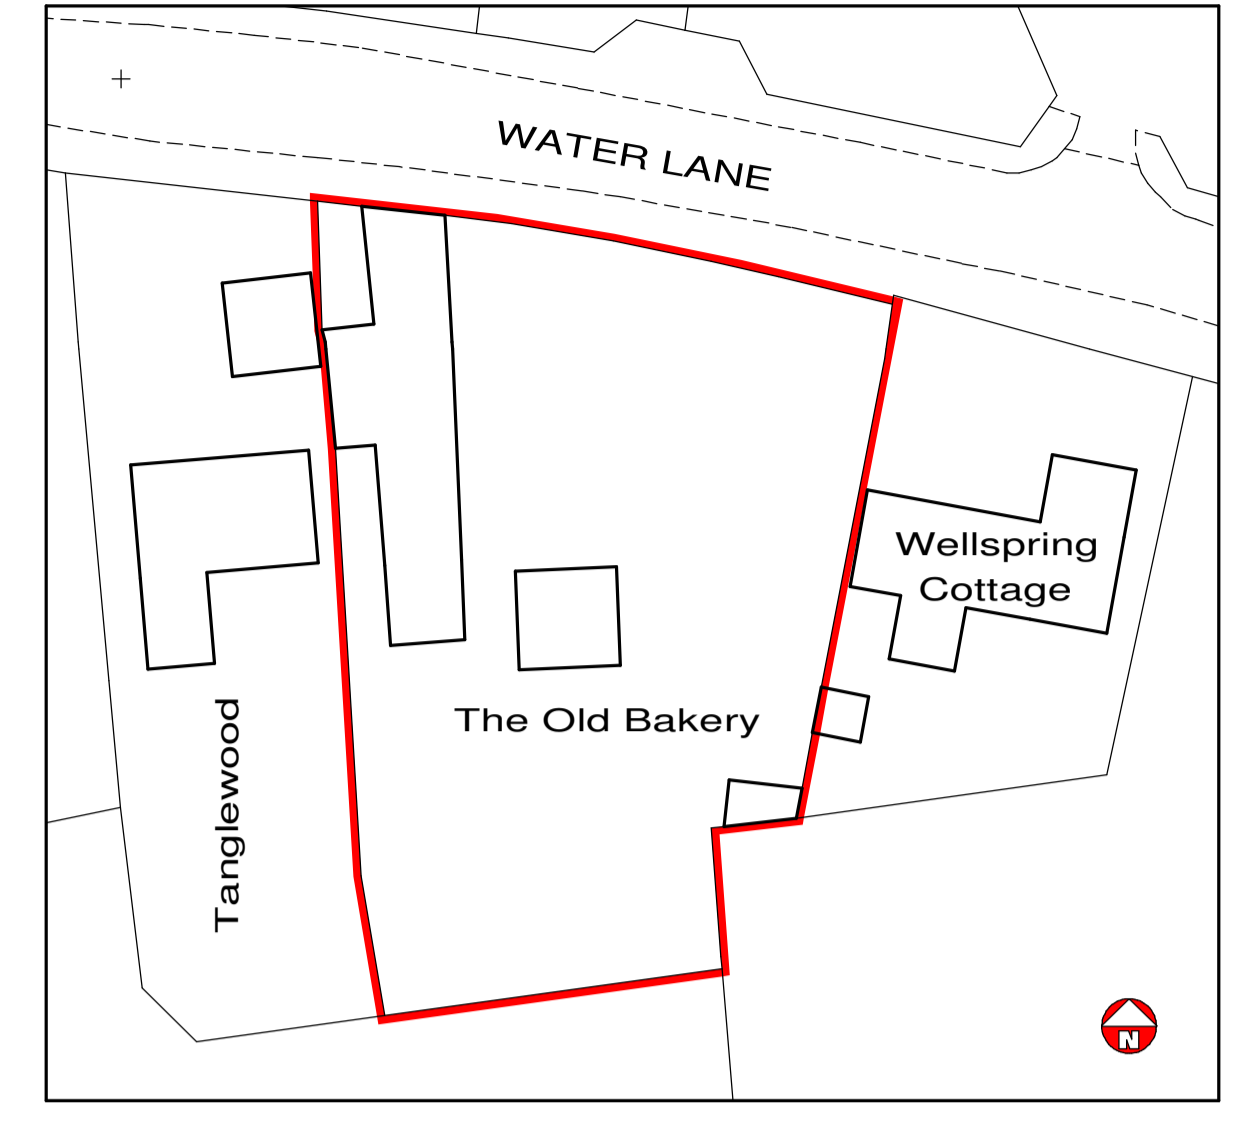 WATER LANE
Wellspring
Cottage
The Old Bakery
Tanglewood
N